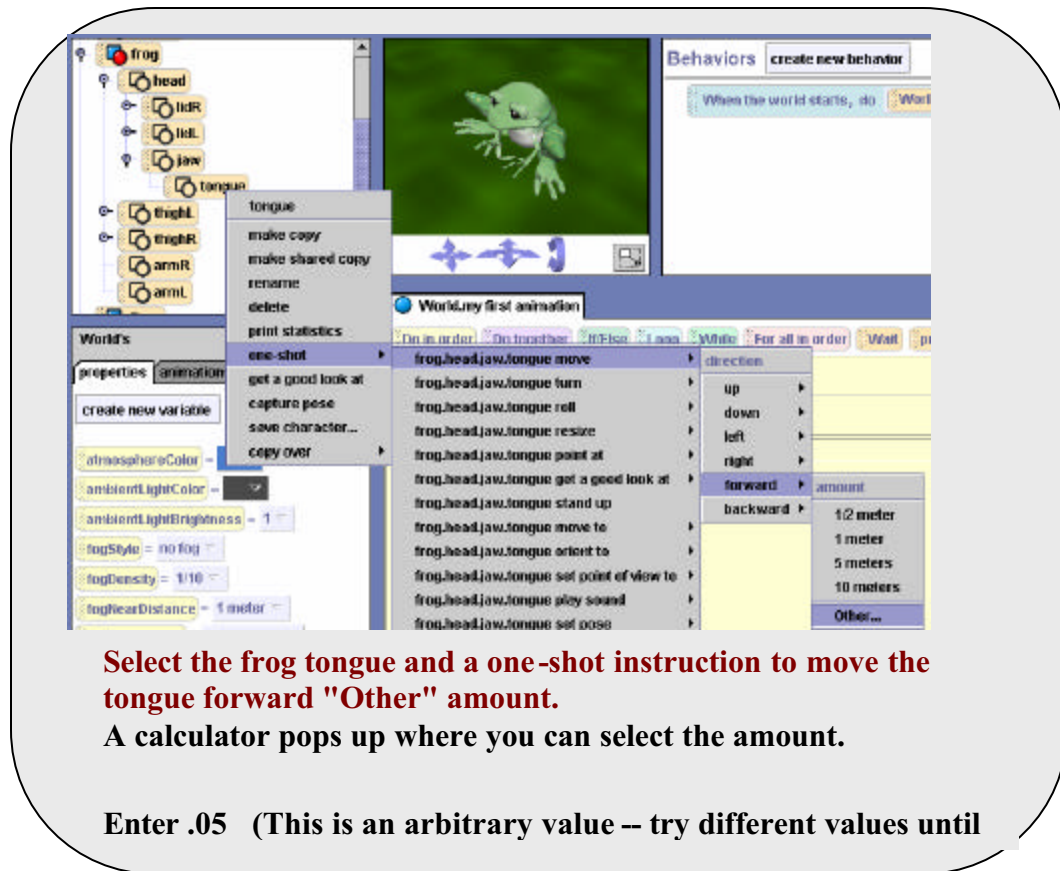 frog
head
lidR
lidL
jaw
tongue
thighL
thighR
armR
armL
tongue
make copy
make shared copy
rename
delete
print statistics
one-shot
get a good look at
capture pose
save character...
copy over
Behaviors create new behavior
When the world starts, do
World.my first animation
Do in order Do together If/Else Loop While For all in order Wait
World's
properties
create new variable
atmosphereColor =
ambientLightColor =
ambientLightBrightness = 1
fogStyle = no fog
fogDensity = 1/10
fogNearDistance = 1 meter
frog.head.jaw.tongue move
frog.head.jaw.tongue turn
frog.head.jaw.tongue roll
frog.head.jaw.tongue resize
frog.head.jaw.tongue point at
frog.head.jaw.tongue get a good look at
frog.head.jaw.tongue stand up
frog.head.jaw.tongue move to
frog.head.jaw.tongue orient to
frog.head.jaw.tongue set point of view to
frog.head.jaw.tongue play sound
frog.head.jaw.tongue set pose
direction
up
down
left
right
forward
backward
amount
1/2 meter
1 meter
5 meters
10 meters
Other...
Select the frog tongue and a one-shot instruction to move the
tongue forward "Other" amount.
A calculator pops up where you can select the amount.
Enter .05 (This is an arbitrary value -- try different values until